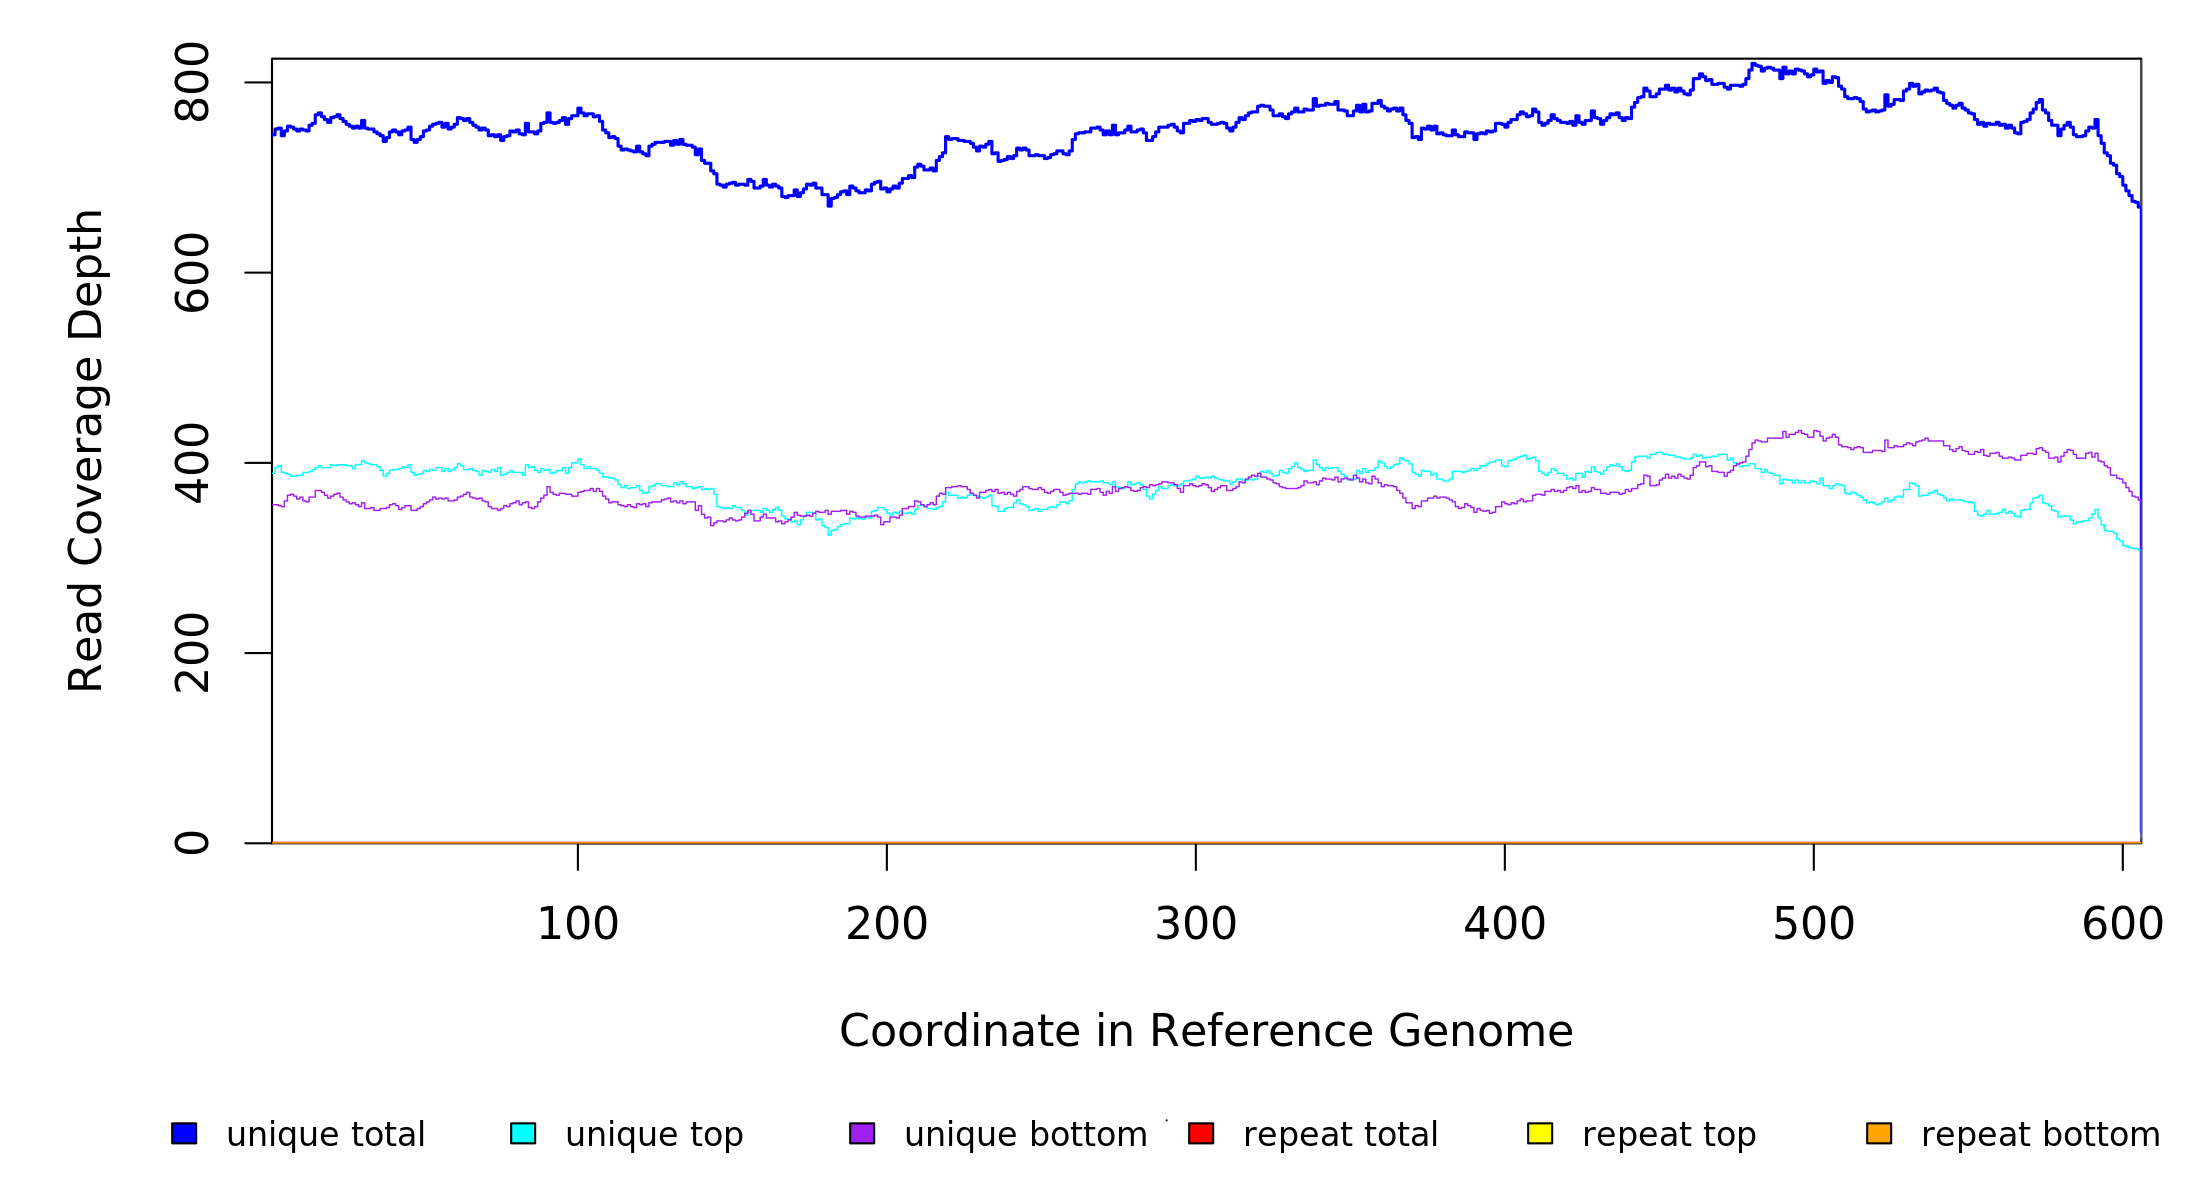 800
600
400
200
0
Read Coverage Depth
100 200 300 400 500 600
Coordinate in Reference Genome
unique total unique top unique bottom repeat total repeat top repeat bottom